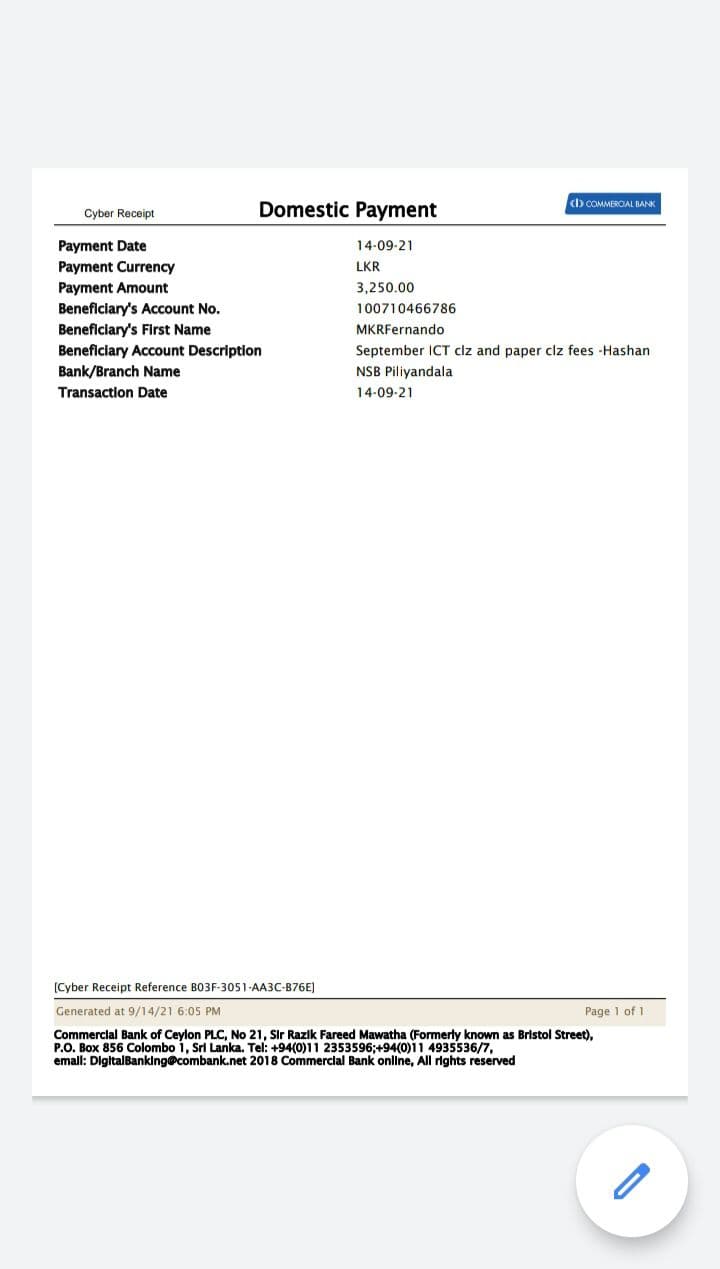 Cyber Receipt Domestic Payment COMMERCIAL BANK
Payment Date 14-09-21
Payment Currency LKR
Payment Amount 3,250.00
Beneficiary's Account No. 100710466786
Beneficiary's First Name MKRFernando
Beneficiary Account Description September ICT clz and paper clz fees -Hashan
Bank/Branch Name NSB Piliyandala
Transaction Date 14-09-21
[Cyber Receipt Reference B03F-3051-AA3C-B76E]
Generated at 9/14/21 6:05 PM Page 1 of 1
Commercial Bank of Ceylon PLC, No 21, Sir Razik Fareed Mawatha (Formerly known as Bristol Street),
P.O. Box 856 Colombo 1, Sri Lanka. Tel: +94(0)11 2353596;+94(0)11 4935536/7,
email: DigitalBanking@combank.net 2018 Commercial Bank online, All rights reserved